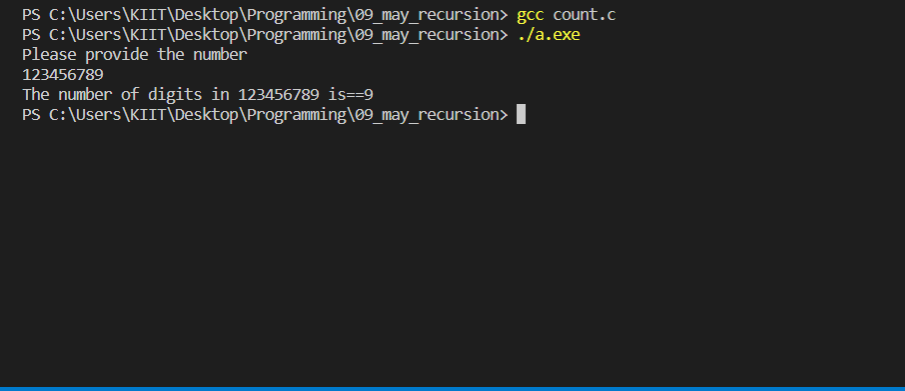 PS C:\Users\KIIT\Desktop\Programming\09_may_recursion> gcc count.c
PS C:\Users\KIIT\Desktop\Programming\09_may_recursion> ./a.exe
Please provide the number
123456789
The number of digits in 123456789 is==9
PS C:\Users\KIIT\Desktop\Programming\09_may_recursion>